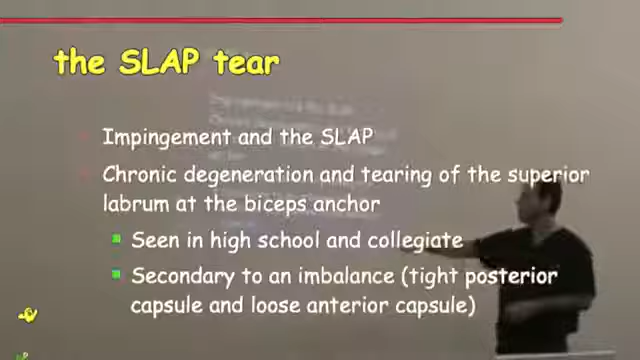 the SLAP tear
Impingement and the SLAP
Chronic degeneration and tearing of the superior
labrum at the biceps anchor
Seen in high school and collegiate
Secondary to an imbalance (tight posterior
capsule and loose anterior capsule)